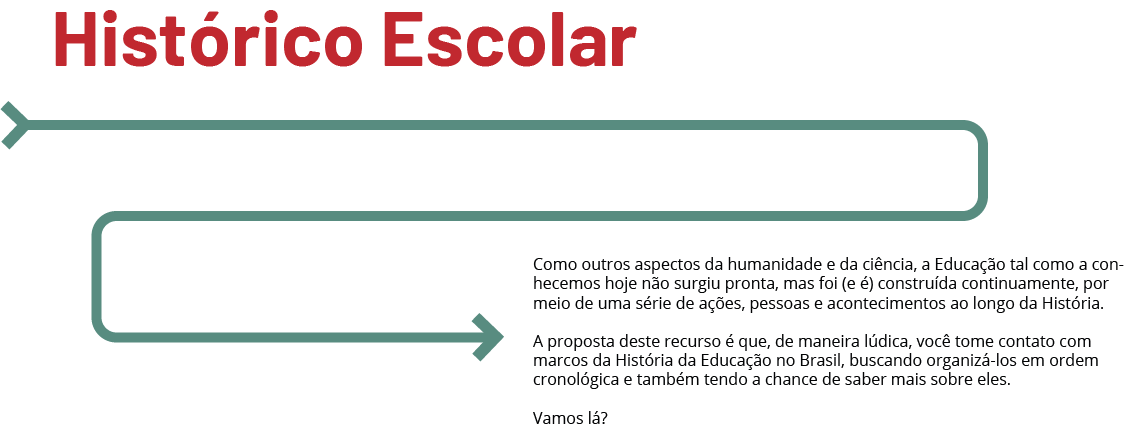 Histórico Escolar
Como outros aspectos da humanidade e da ciência, a Educação tal como a con-
hecemos hoje não surgiu pronta, mas foi (e é) construída continuamente, por
meio de uma série de ações, pessoas e acontecimentos ao longo da História.
A proposta deste recurso é que, de maneira lúdica, você tome contato com
marcos da História da Educação no Brasil, buscando organizá-los em ordem
cronológica e também tendo a chance de saber mais sobre eles.
Vamos lá?